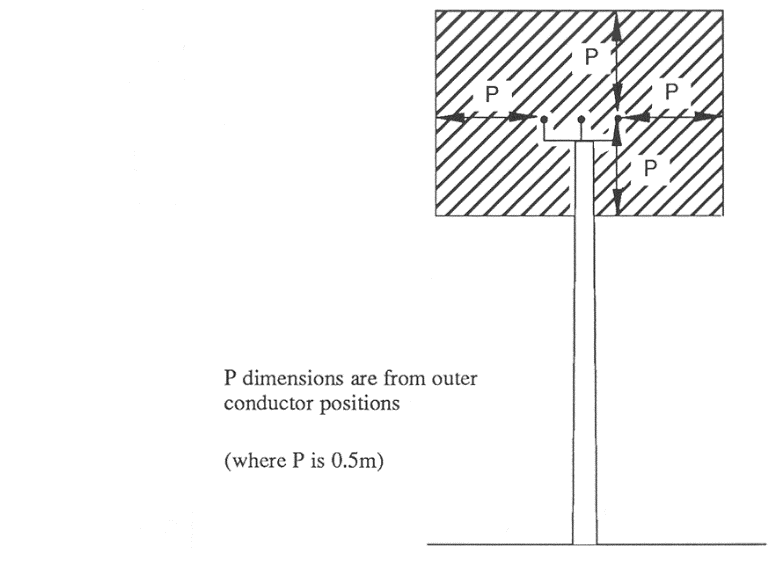 P
P
P
P
P dimensions are from outer
conductor positions
(where P is 0.5m)